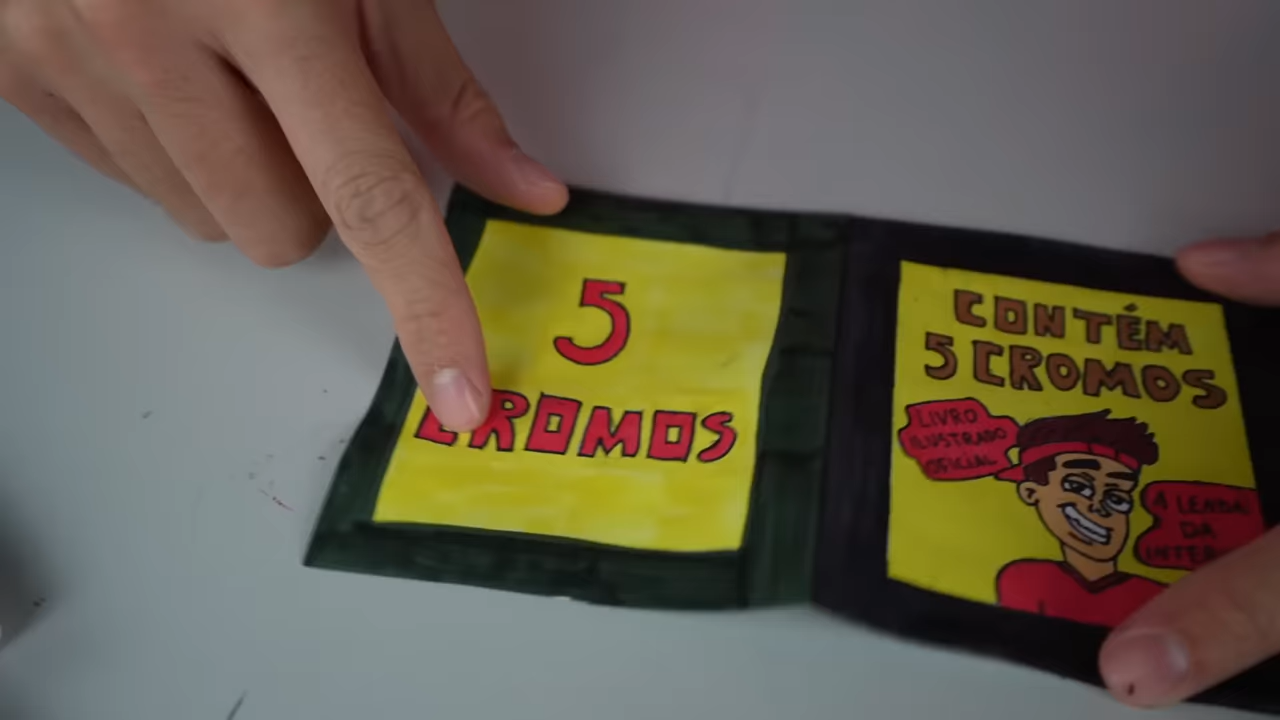 5
CROMOS
CONTÉM
5 CROMOS
LIVRO
ILUSTRADO
OFICIAL
A LENDA
DA